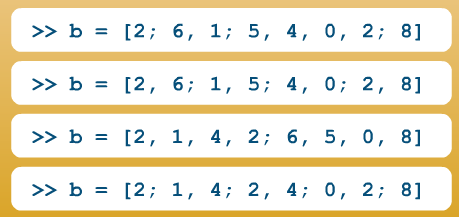 >> b = [2; 6, 1; 5, 4, 0, 2; 8]
>> b = [2, 6; 1, 5; 4, 0; 2, 8]
>> b = [2, 1, 4, 2; 6, 5, 0, 8]
>> b = [2; 1, 4; 2, 4; 0, 2; 8]